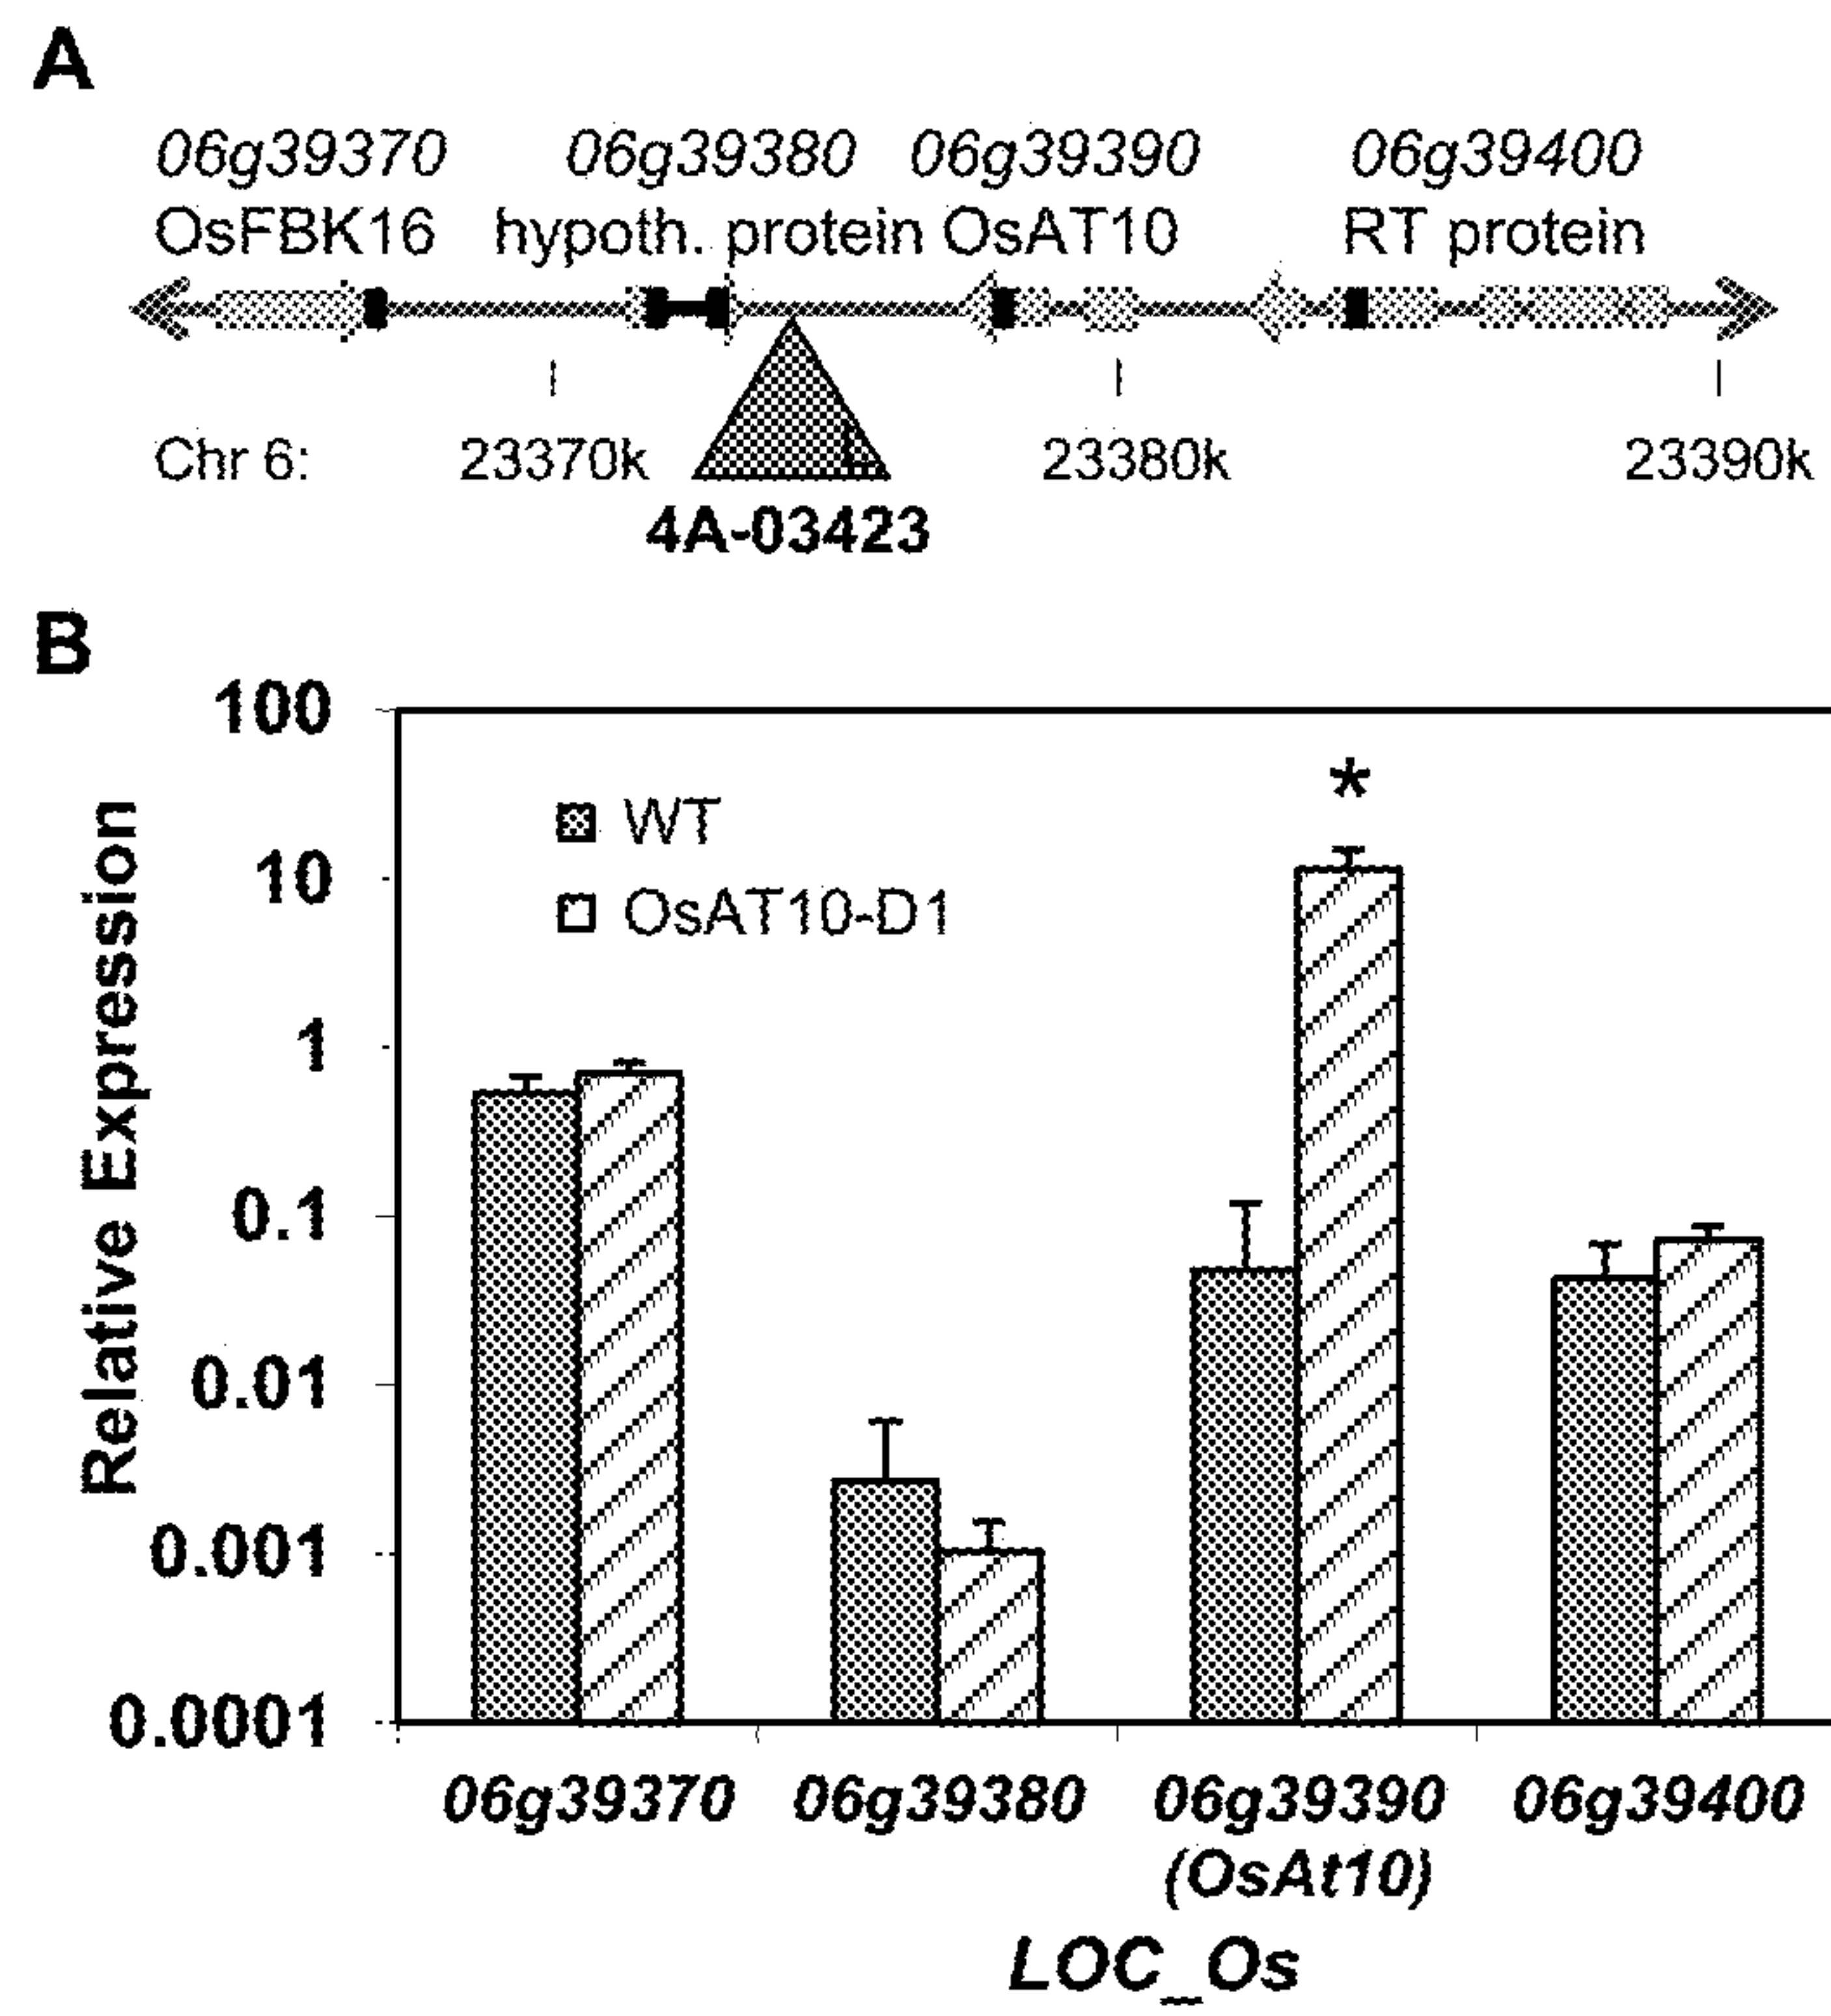 A
06g39370 06g39380 06g39390 06g39400
OsFBK16 hypoth. protein OsAT10 RT protein
Chr 6: 23370k 23380k 23390k
4A-03423
B
100
10
1
0.1
0.01
0.001
0.0001
Relative Expression
*
WT
OsAT10-D1
06g39370 06g39380 06g39390 06g39400
(OsAt10)
LOC_Os